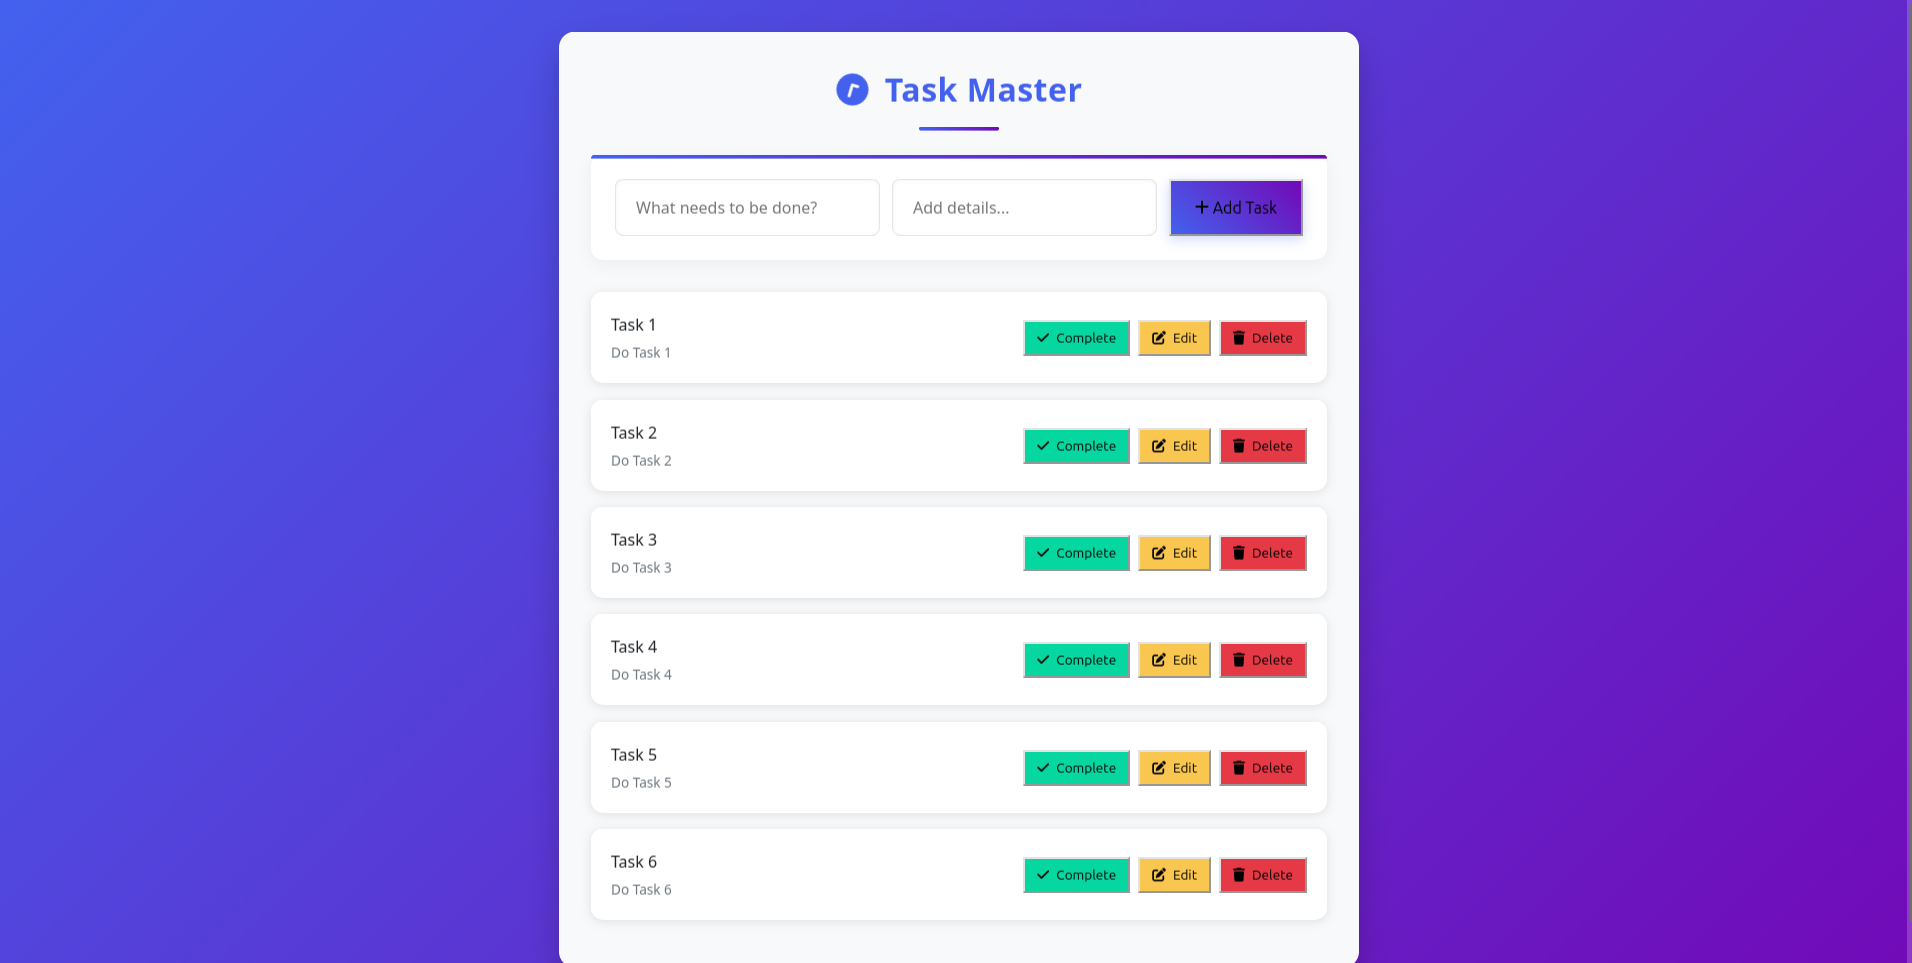 Task Master
What needs to be done?
Add details...
Add Task
Task 1
Do Task 1
Complete
Edit
Delete
Task 2
Do Task 2
Complete
Edit
Delete
Task 3
Do Task 3
Complete
Edit
Delete
Task 4
Do Task 4
Complete
Edit
Delete
Task 5
Do Task 5
Complete
Edit
Delete
Task 6
Do Task 6
Complete
Edit
Delete